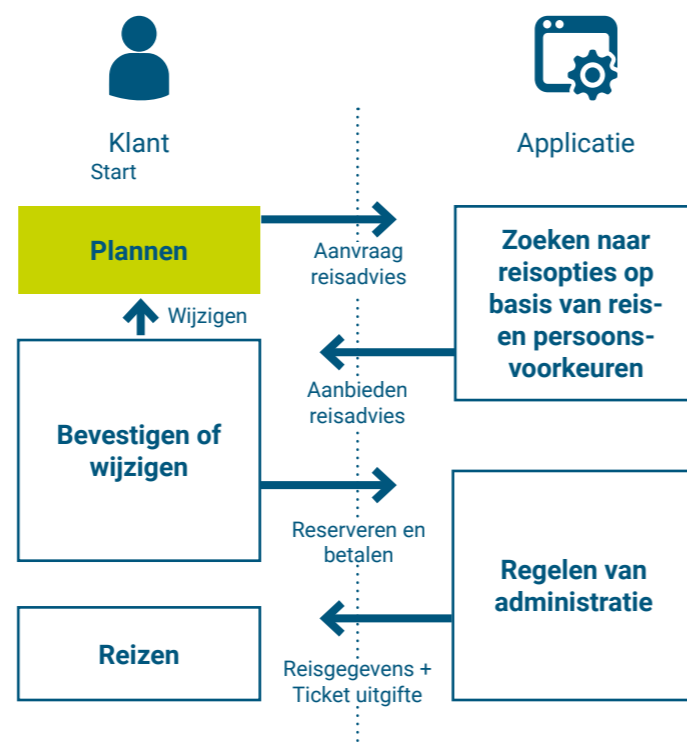 Klant
Applicatie
Start
Plannen
Aanvraag
reisadvies
Zoeken naar
reisopties op
basis van reis-
en persoons-
voorkeuren
Wijzigen
Aanbieden
reisadvies
Bevestigen of
wijzigen
Reserveren en
betalen
Regelen van
administratie
Reizen
Reisgegevens +
Ticket uitgifte